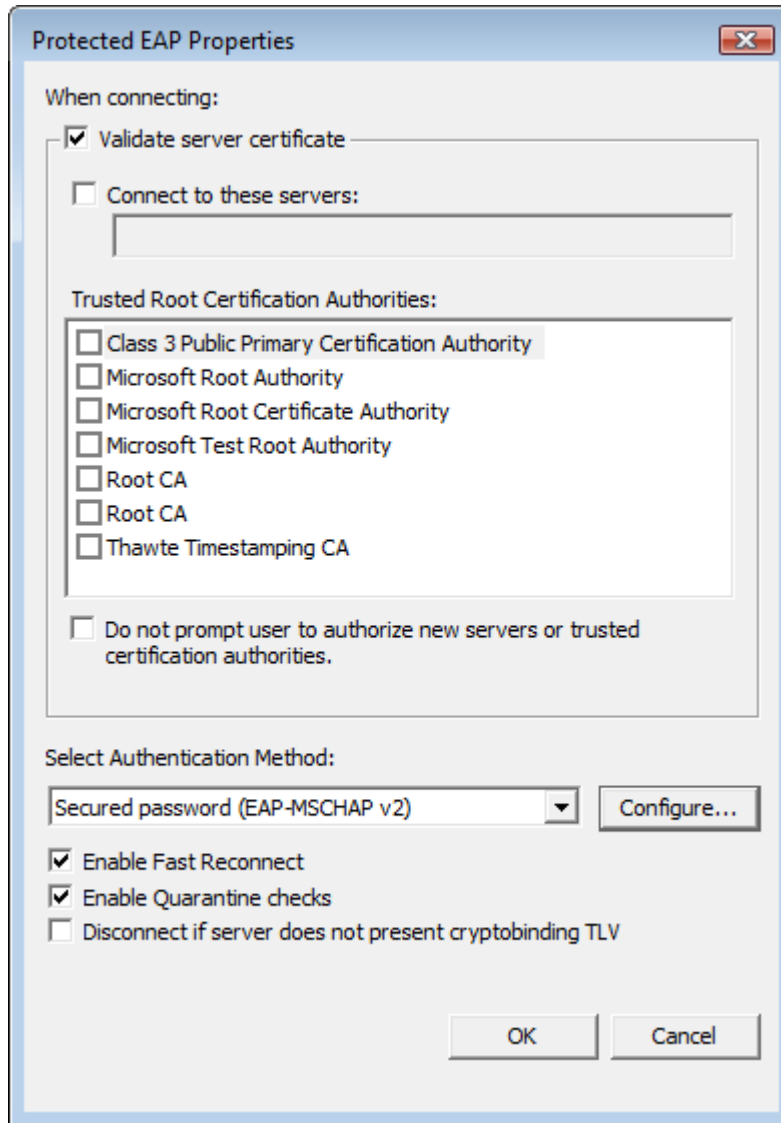 Protected EAP Properties
When connecting:
Validate server certificate
Connect to these servers:
Trusted Root Certification Authorities:
Class 3 Public Primary Certification Authority
Microsoft Root Authority
Microsoft Root Certificate Authority
Microsoft Test Root Authority
Root CA
Root CA
Thawte Timestamping CA
Do not prompt user to authorize new servers or trusted
certification authorities.
Select Authentication Method:
Secured password (EAP-MSCHAP v2)
Configure...
Enable Fast Reconnect
Enable Quarantine checks
Disconnect if server does not present cryptobinding TLV
OK
Cancel